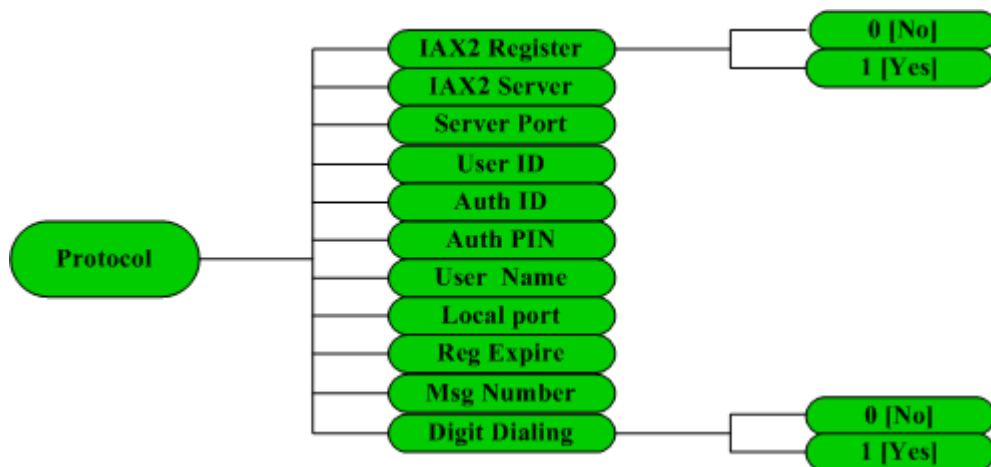 Protocol
IAX2 Register
0 [No]
1 [Yes]
IAX2 Server
Server Port
User ID
Auth ID
Auth PIN
User Name
Local port
Reg Expire
Msg Number
Digit Dialing
0 [No]
1 [Yes]